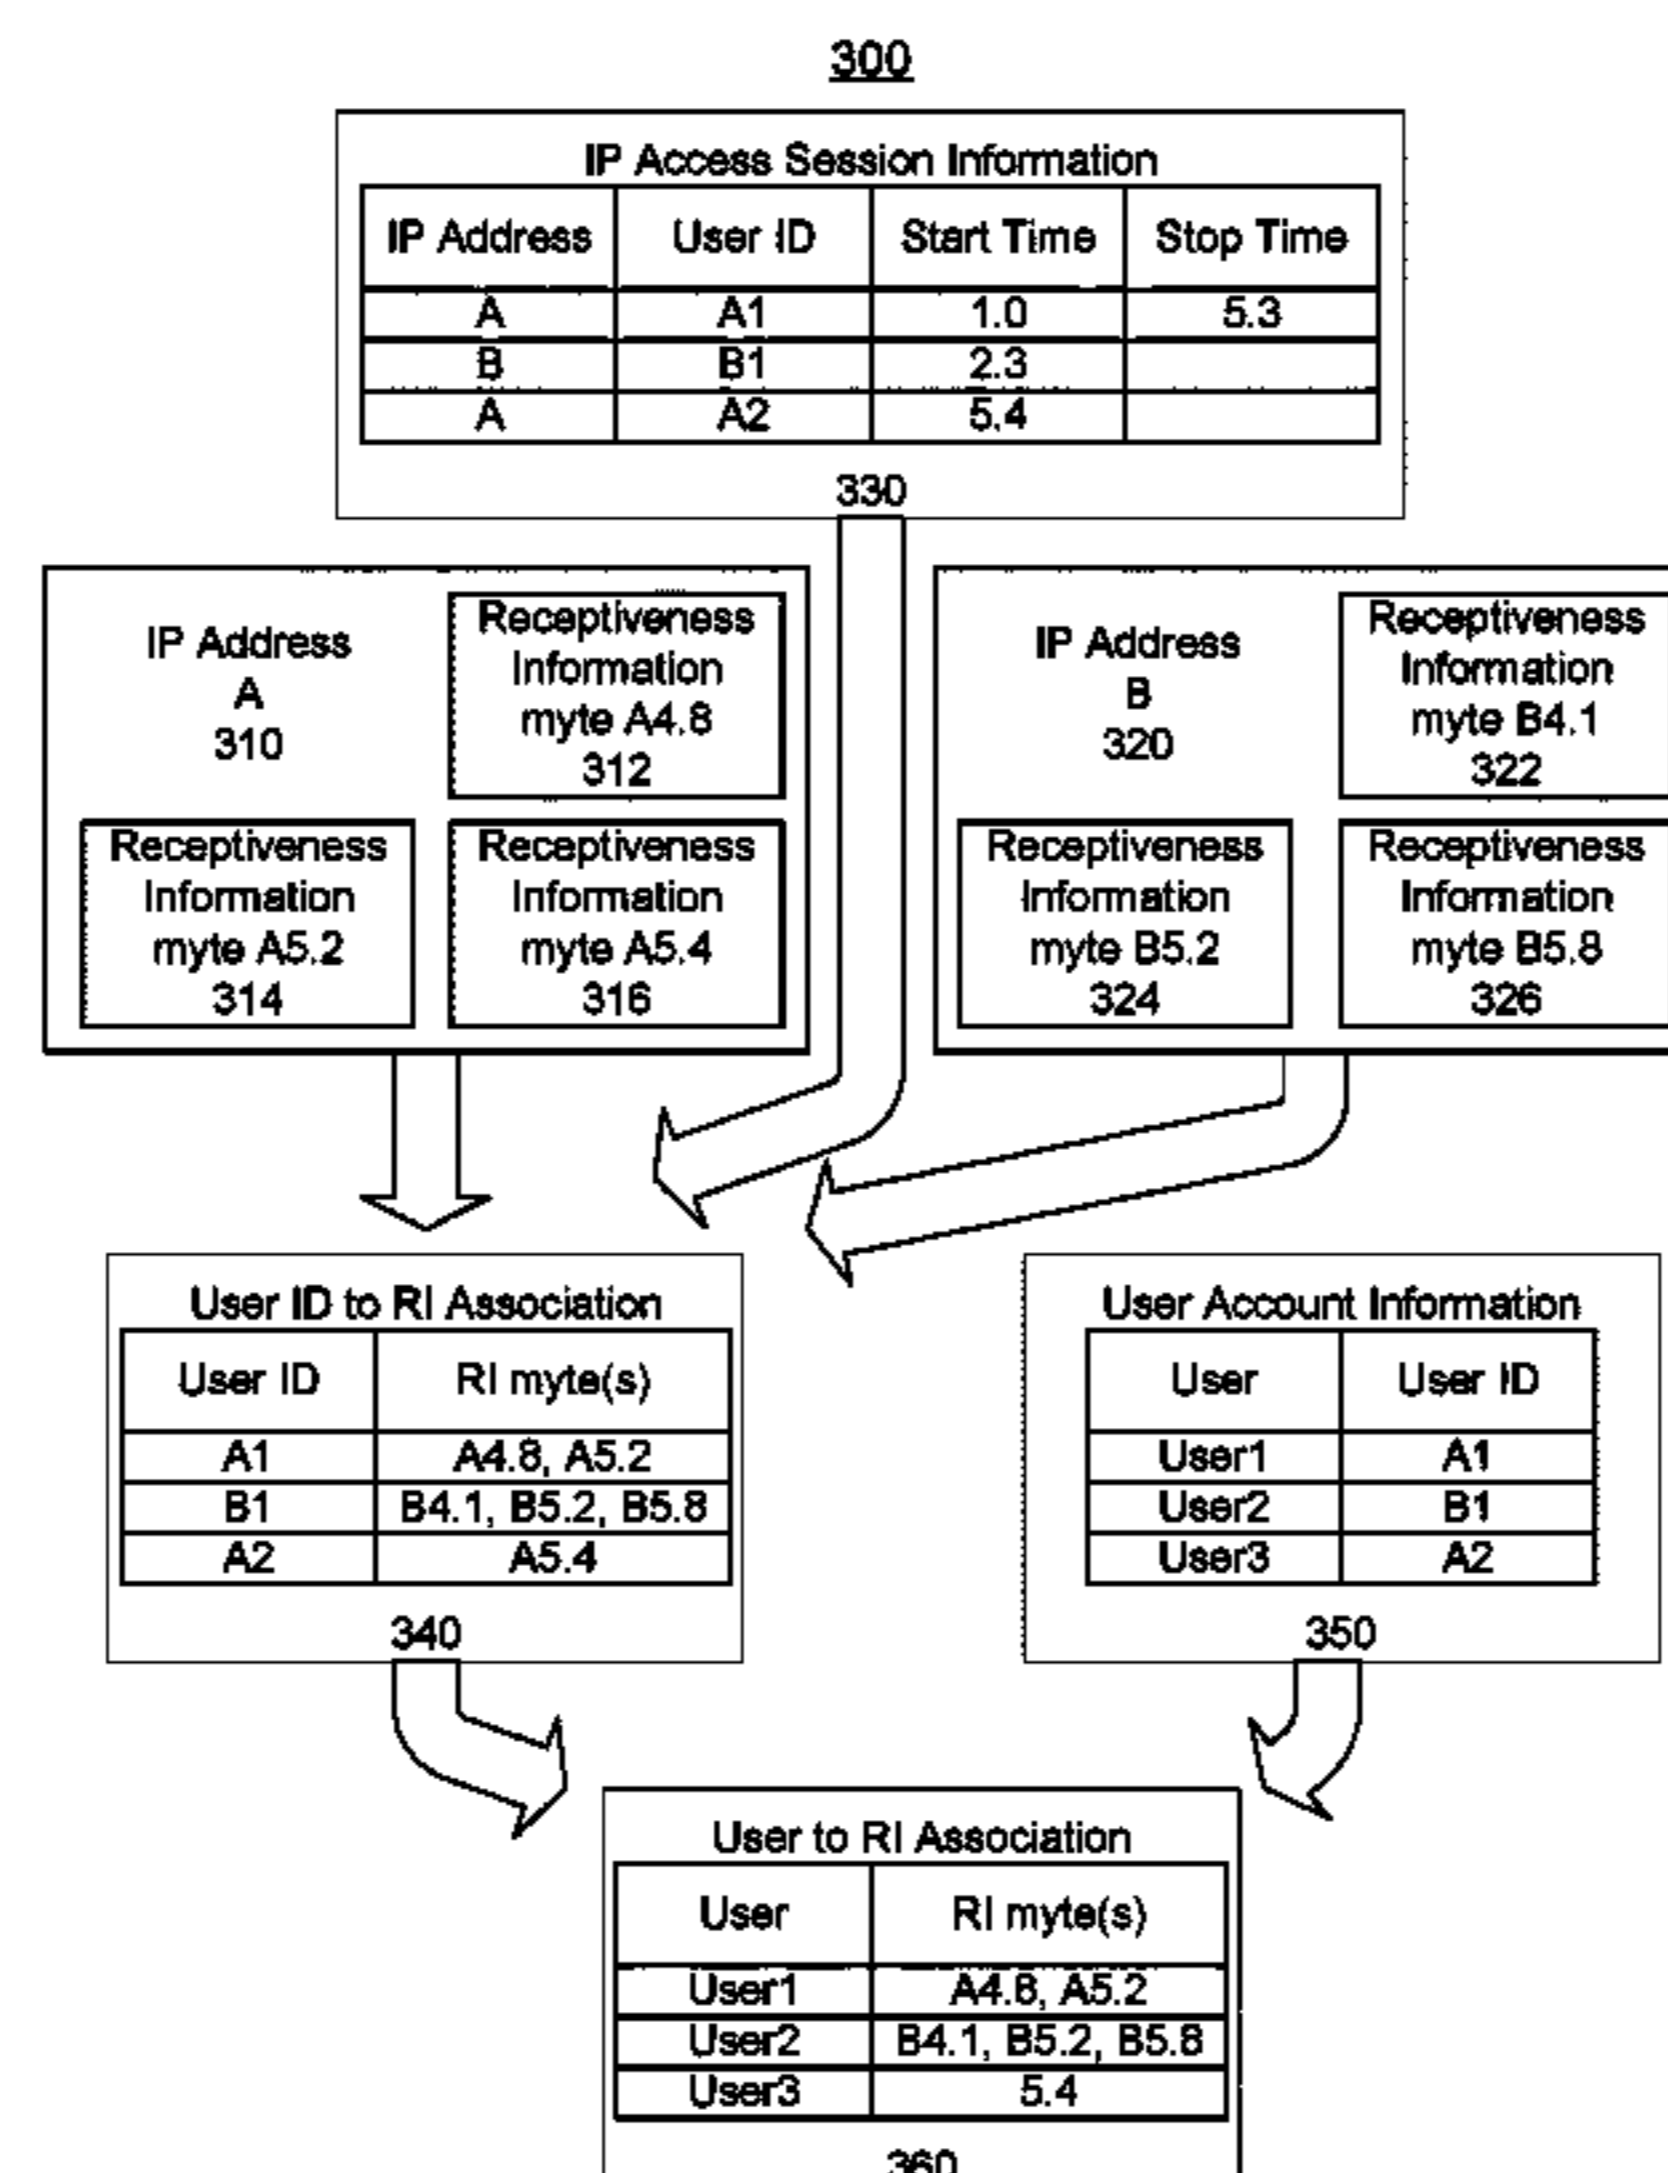 300
IP Access Session Information
IP Address User ID Start Time Stop Time
A A1 1.0 5.3
B B1 2.3
A A2 5.4
330
IP Address
A
310
Receptiveness
Information
myte A4.8
312
Receptiveness
Information
myte A5.2
314
Receptiveness
Information
myte A5.4
316
IP Address
B
320
Receptiveness
Information
myte B4.1
322
Receptiveness
Information
myte B5.2
324
Receptiveness
Information
myte B5.8
326
User ID to RI Association
User ID RI myte(s)
A1 A4.8, A5.2
B1 B4.1, B5.2, B5.8
A2 A5.4
340
User Account Information
User User ID
User1 A1
User2 B1
User3 A2
350
User to RI Association
User RI myte(s)
User1 A4.8, A5.2
User2 B4.1, B5.2, B5.8
User3 5.4
360